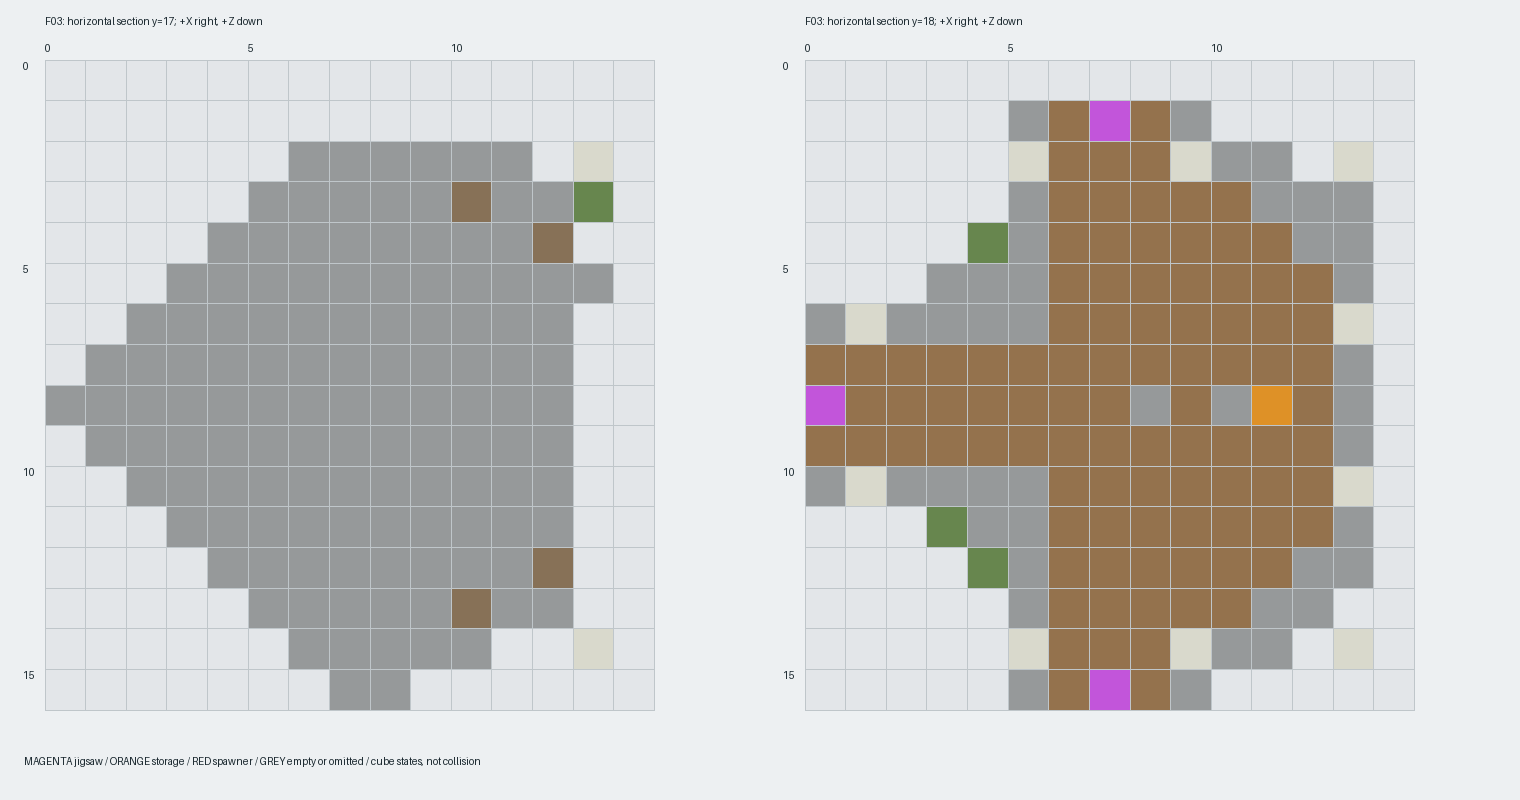 F03: horizontal section y=17; +X right, +Z down
0 5 10
0
5
10
15
F03: horizontal section y=18; +X right, +Z down
0 5 10
0
5
10
15
MAGENTA jigsaw / ORANGE storage / RED spawner / GREY empty or omitted / cube states, not collision